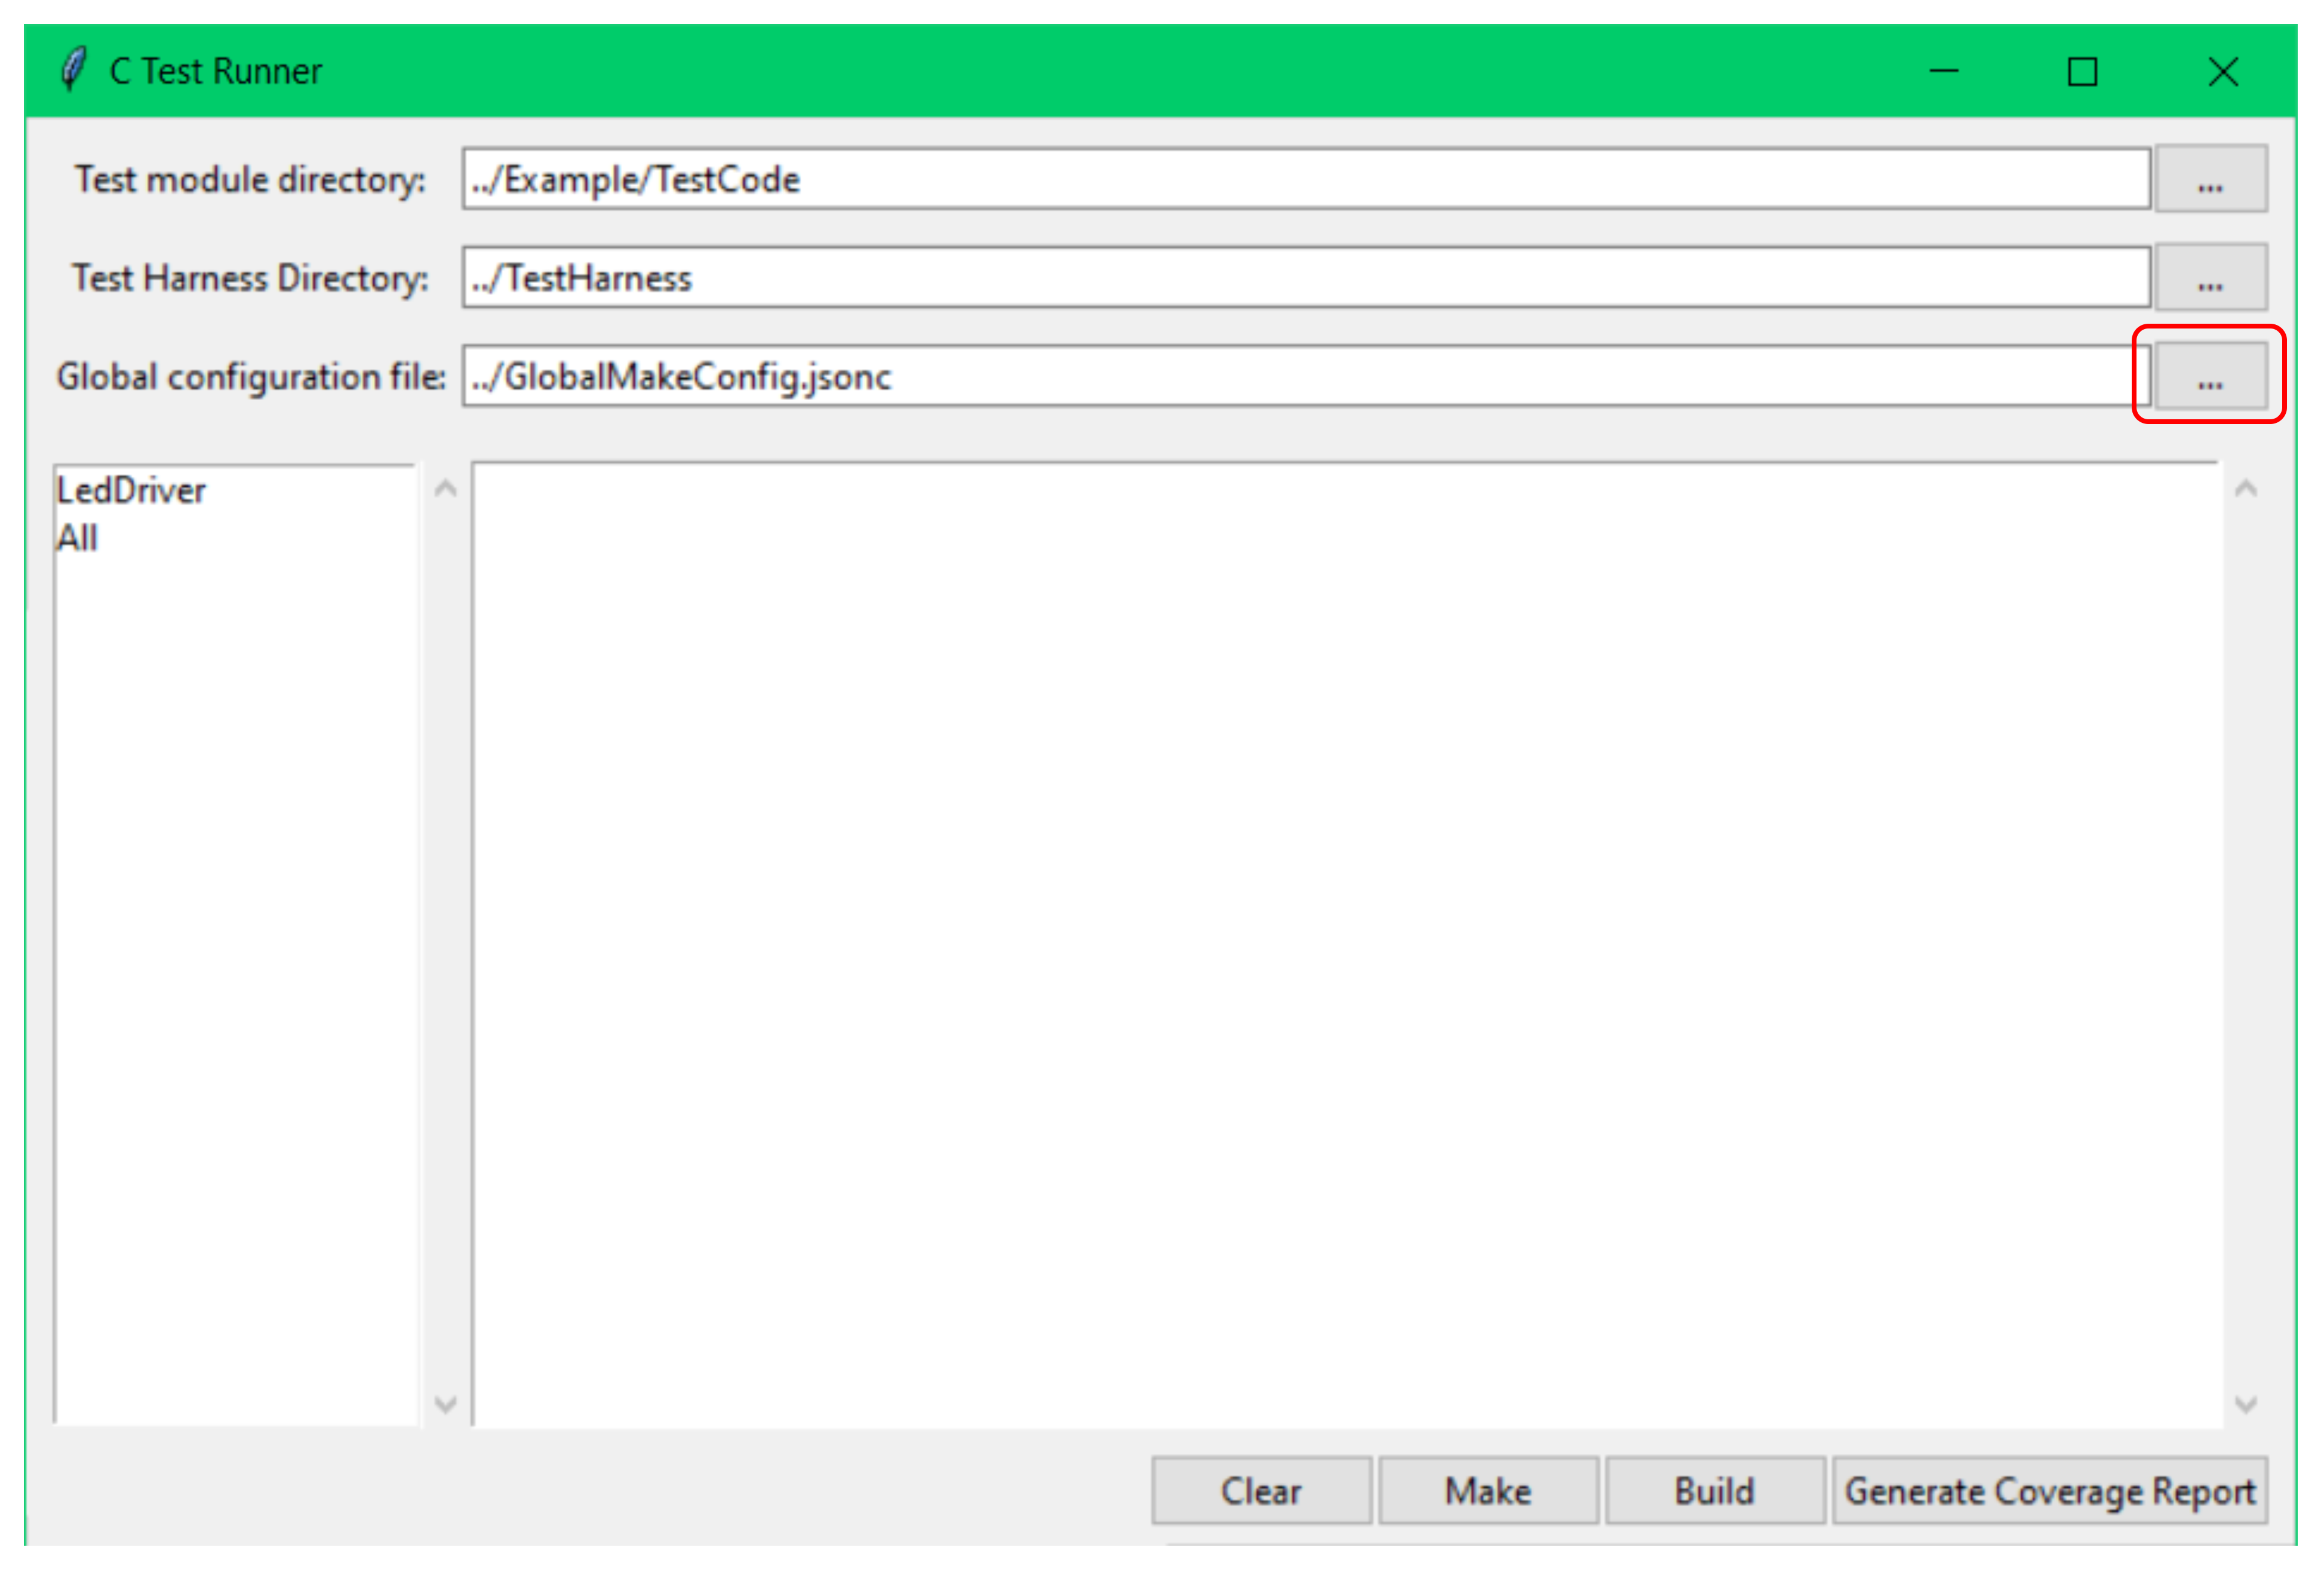 C Test Runner
Test module directory: ../Example/TestCode ...
Test Harness Directory: ../TestHarness ...
Global configuration file: ../GlobalMakeConfig.jsonc ...
LedDriver
All
Clear Make Build Generate Coverage Report